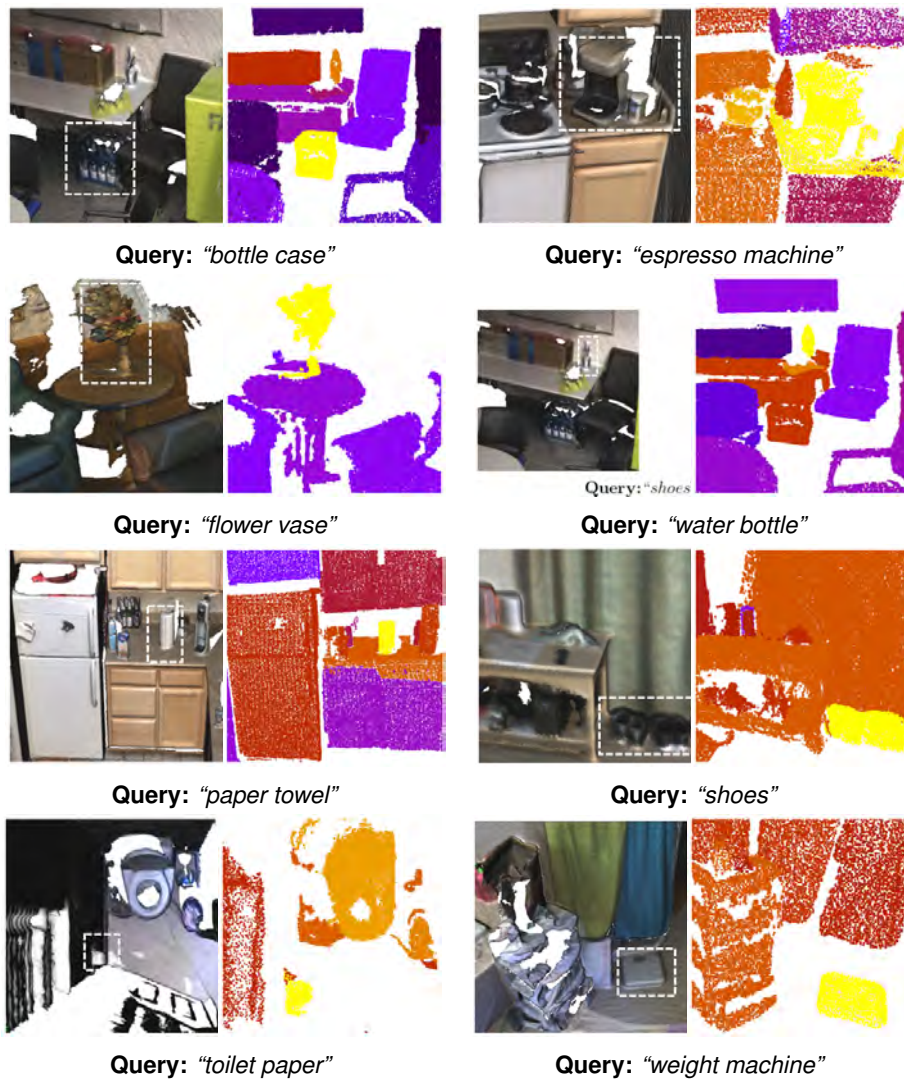 Query: “bottle case”
Query: “espresso machine”
Query:“shoes
Query: “flower vase”
Query: “water bottle”
Query: “paper towel”
Query: “shoes”
Query: “toilet paper”
Query: “weight machine”